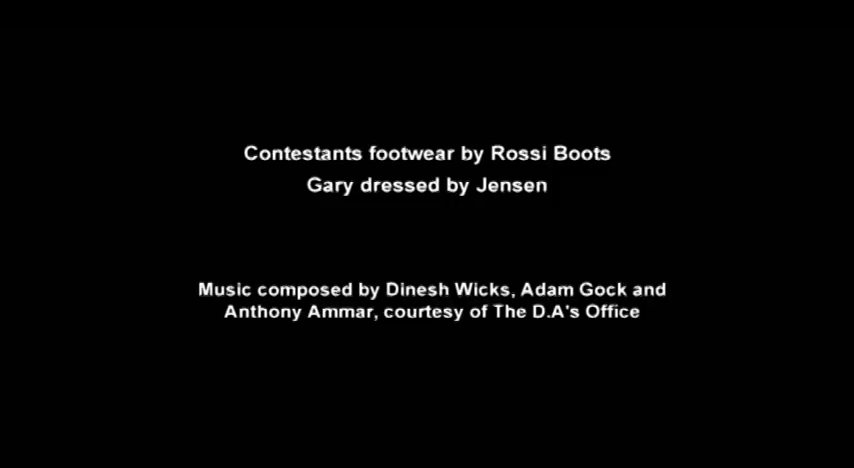 Contestants footwear by Rossi Boots
Gary dressed by Jensen
Music composed by Dinesh Wicks, Adam Gock and
Anthony Ammar, courtesy of The D.A's Office